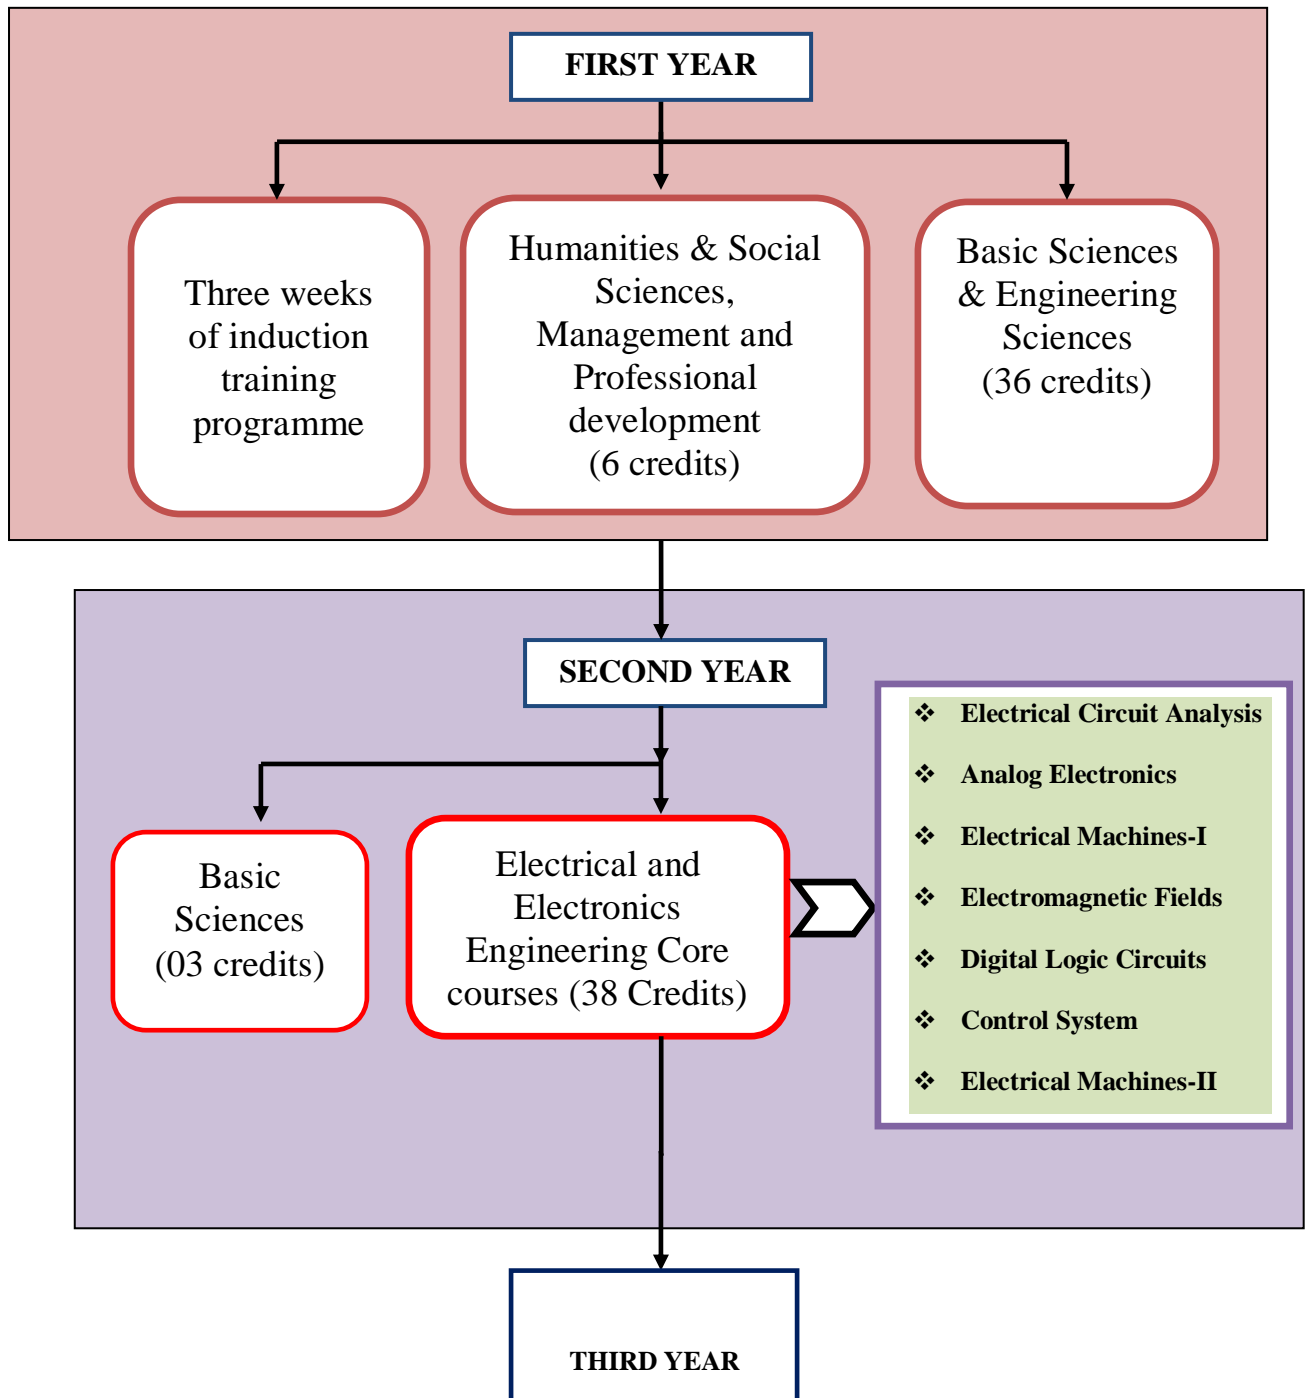 FIRST YEAR
Three weeks
of induction
training
programme
Humanities & Social
Sciences,
Management and
Professional
development
(6 credits)
Basic Sciences
& Engineering
Sciences
(36 credits)
SECOND YEAR
Basic
Sciences
(03 credits)
Electrical and
Electronics
Engineering Core
courses (38 Credits)
❖ Electrical Circuit Analysis
❖ Analog Electronics
❖ Electrical Machines-I
❖ Electromagnetic Fields
❖ Digital Logic Circuits
❖ Control System
❖ Electrical Machines-II
THIRD YEAR